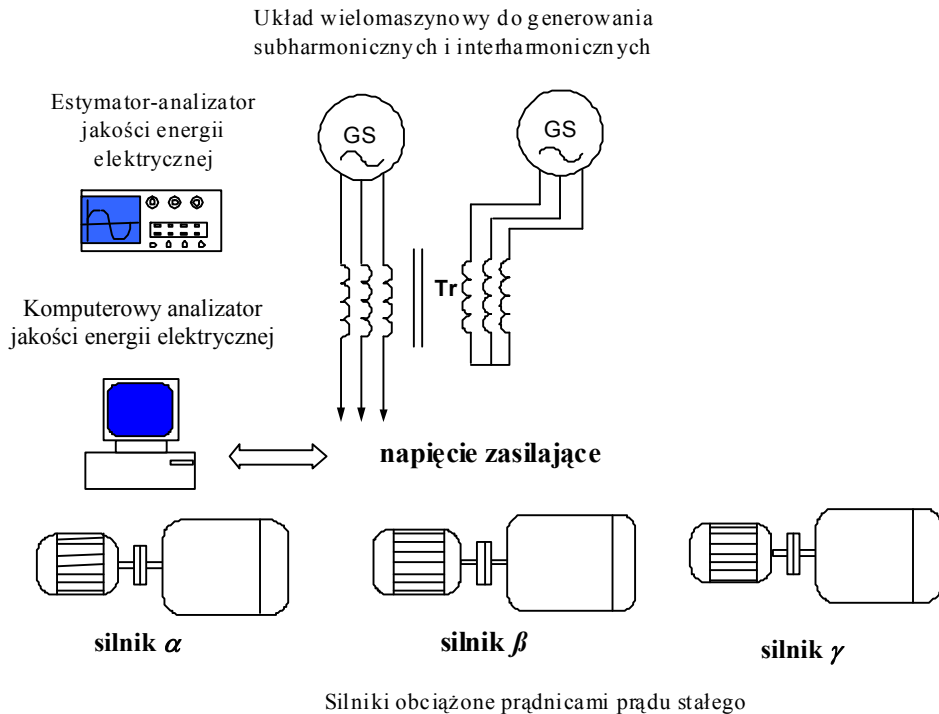 Układ wielomaszynowy do generowania
subharmonicznych i interharmonicznych
Estymator-analizator
jakości energii
elektrycznej
GS
GS
Tr
Komputerowy analizator
jakości energii elektrycznej
napięcie zasilające
silnik α
silnik β
silnik γ
Silniki obciążone prądnicami prądu stałego